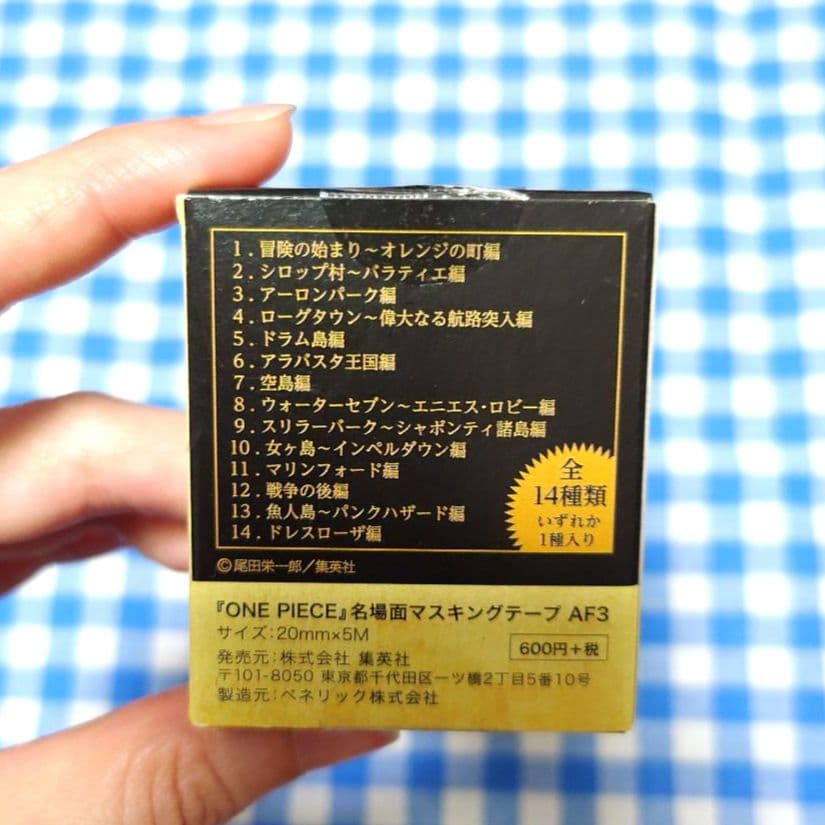 1．冒険の始まり～オレンジの町編
2．シロップ村～バラティエ編
3．アーロンパーク編
4．ローグタウン～偉大なる航路突入編
5．ドラム島編
6．アラバスタ王国編
7．空島編
8．ウォーターセブン～エニエス・ロビー編
9．スリラーバーク～シャボンディ諸島編
10．女ヶ島～インペルダウン編
11．マリンフォード編
12．戦争の後編
13．魚人島～パンクハザード編
14．ドレスローザ編
全
14種類
いずれか
1種入り
©尾田栄一郎／集英社
『ONE PIECE』名場面マスキングテープ AF3
サイズ：20mm×5M
600円＋税
発売元：株式会社 集英社
〒101-8050 東京都千代田区一ツ橋2丁目5番10号
製造元：ベネリック株式会社